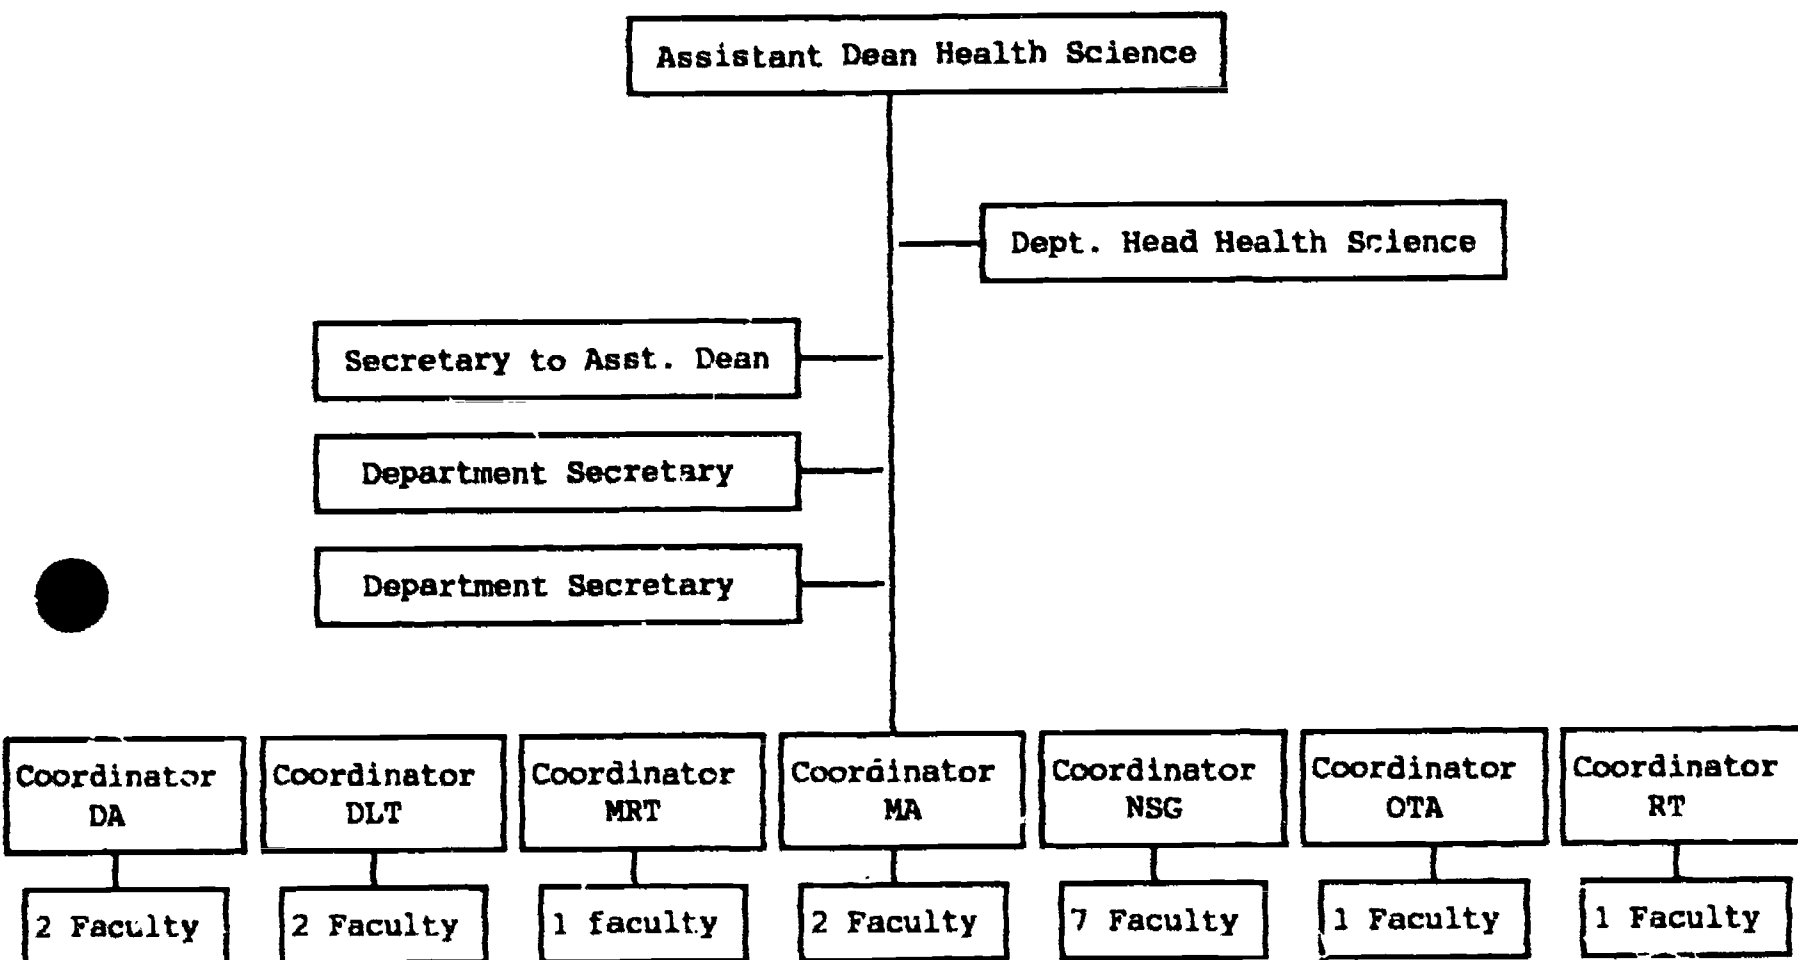 Assistant Dean Health Science
Dept. Head Health Science
Secretary to Asst. Dean
Department Secretary
Department Secretary
Coordinator
DA
Coordinator
DLT
Coordinator
MRT
Coordinator
MA
Coordinator
NSG
Coordinator
OTA
Coordinator
RT
2 Faculty
2 Faculty
1 faculty
2 Faculty
7 Faculty
1 Faculty
1 Faculty